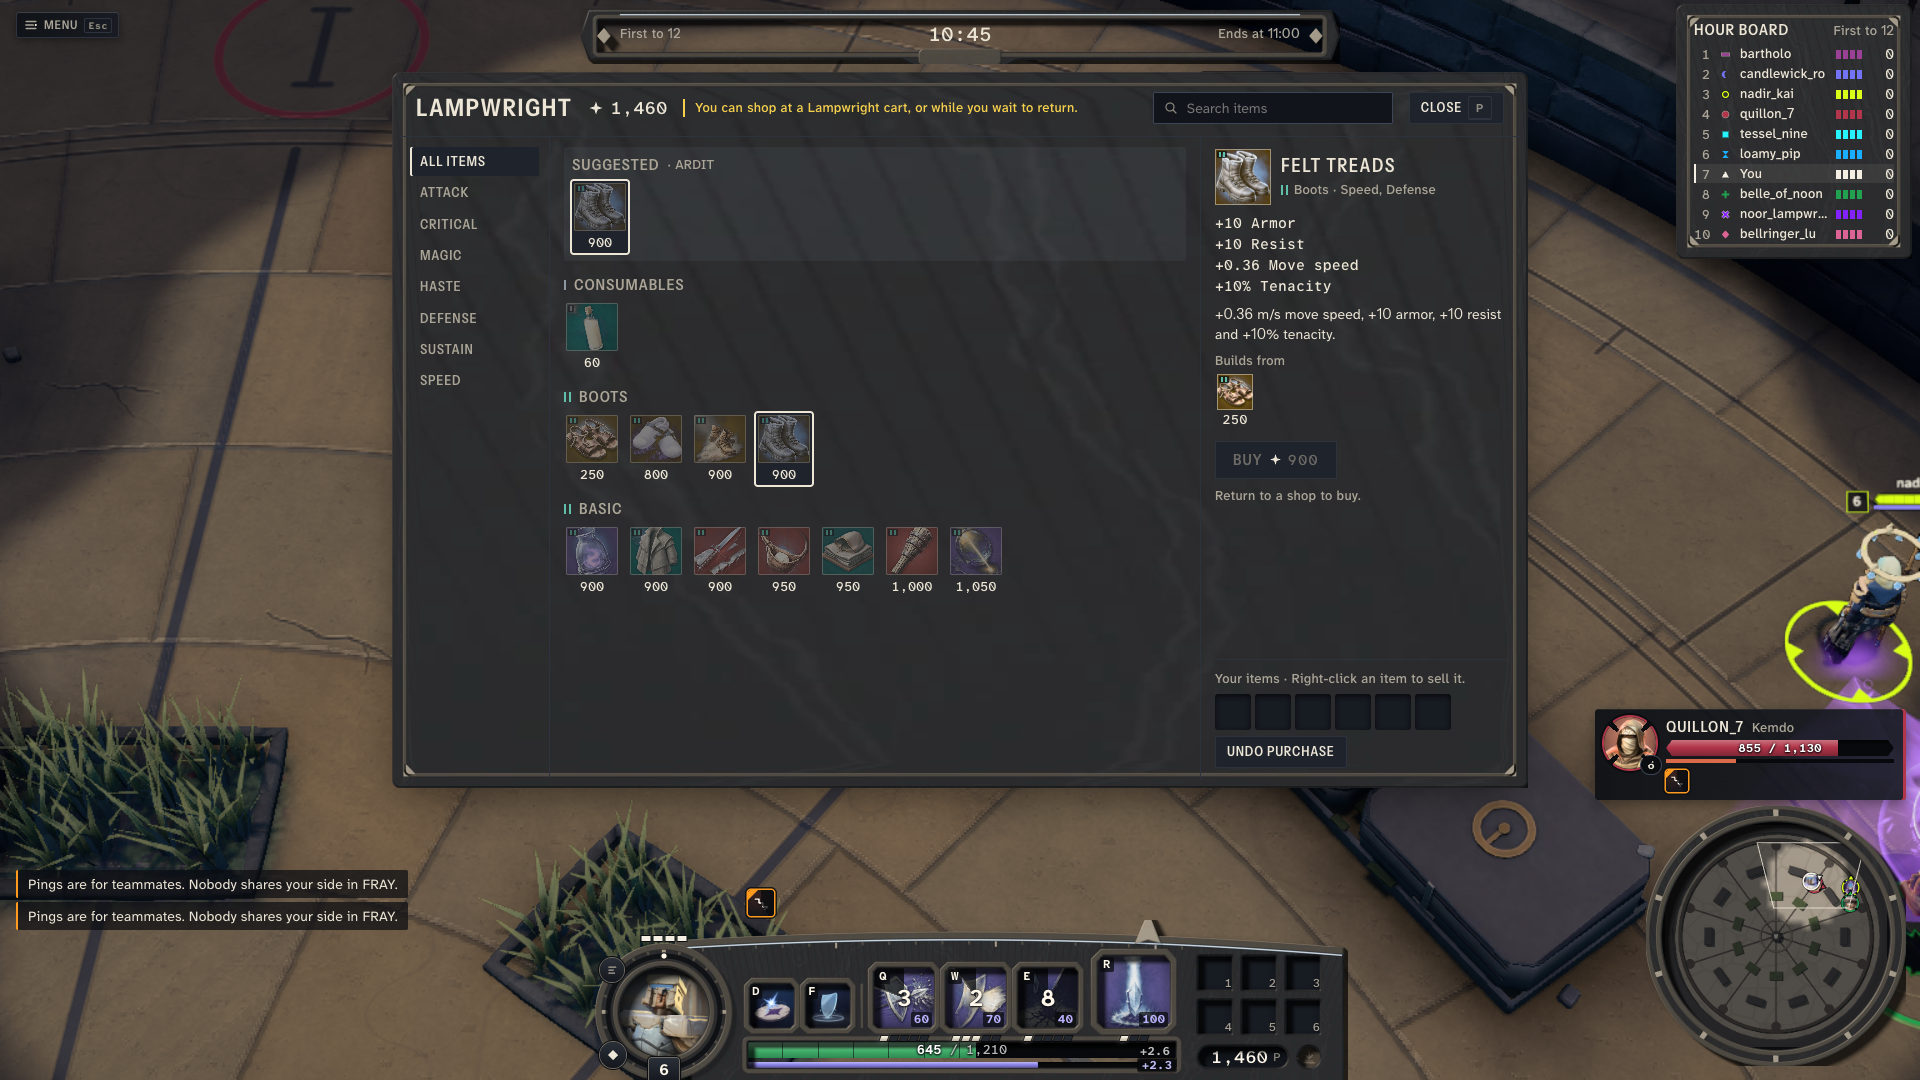 MENU Esc
First to 12
10:45
Ends at 11:00
HOUR BOARD First to 12
1 bartholo 0
2 candlewick_ro 0
3 nadir_kai 0
4 quillon_7 0
5 tessel_nine 0
6 loamy_pip 0
7 You 0
8 belle_of_noon 0
9 noor_lampwr... 0
10 bellringer_lu 0
LAMPWRIGHT 1,460 You can shop at a Lampwright cart, or while you wait to return.
Search items
CLOSE P
ALL ITEMS
ATTACK
CRITICAL
MAGIC
HASTE
DEFENSE
SUSTAIN
SPEED
SUGGESTED · ARDIT
900
CONSUMABLES
60
BOOTS
250 800 900 900
BASIC
900 900 900 950 950 1,000 1,050
FELT TREADS
Boots · Speed, Defense
+10 Armor
+10 Resist
+0.36 Move speed
+10% Tenacity
+0.36 m/s move speed, +10 armor, +10 resist
and +10% tenacity.
Builds from
250
BUY 900
Return to a shop to buy.
Your items · Right-click an item to sell it.
UNDO PURCHASE
6 nad
QUILLON_7 Kemdo
855 / 1,130
6
Pings are for teammates. Nobody shares your side in FRAY.
Pings are for teammates. Nobody shares your side in FRAY.
D F Q 3 60 W 2 70 E 8 40 R 100
1 2 3
4 5 6
645 / 1,210 +2.6
+2.3
1,460 P
6